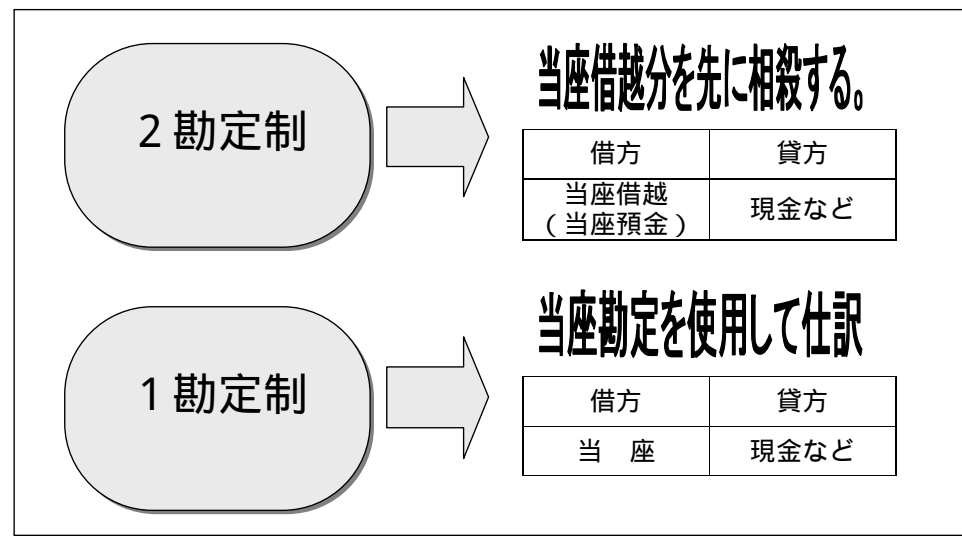 2勘定制
当座借越分を先に相殺する。
借方 貸方
当座借越
(当座預金)
現金など
1勘定制
当座勘定を使用して仕訳
借方 貸方
当　座 現金など